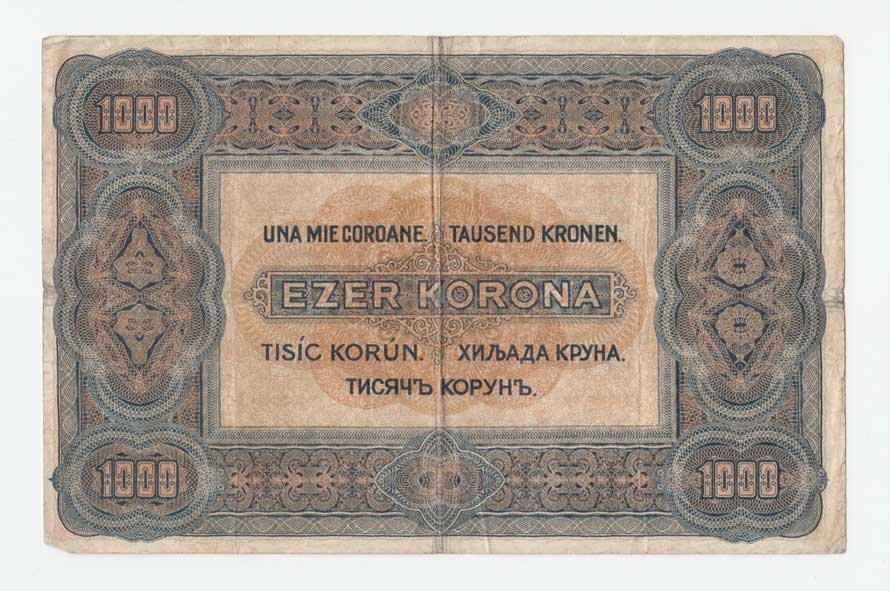 1000 1000
UNA MIE COROANE. TAUSEND KRONEN.
EZER KORONA
TISÍC KORÚN. ХИЉАДА КРУНА.
ТИСЯЧЪ КОРУНЪ.
1000 1000